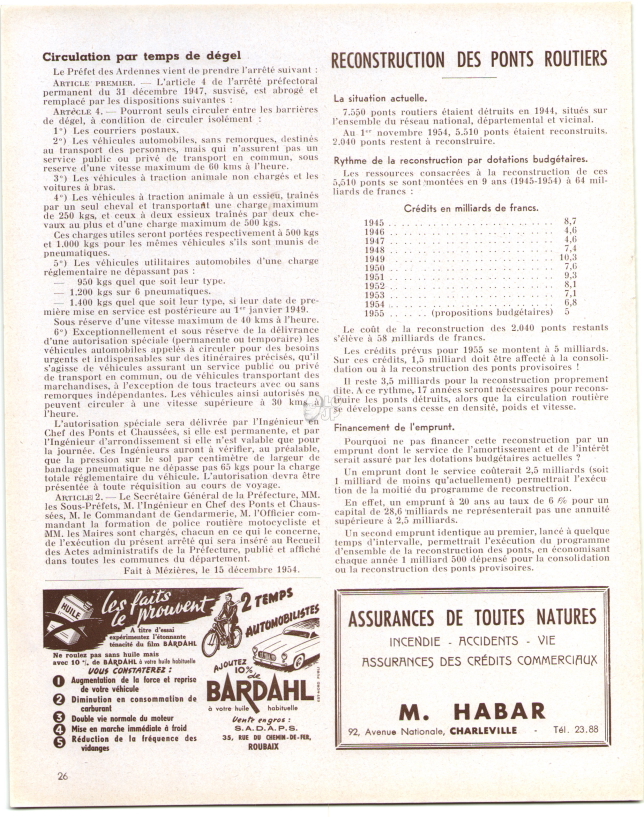 Circulation par temps de dégel
Le Préfet des Ardennes vient de prendre l'arrêté suivant :
ARTICLE PREMIER. — L'article 4 de l'arrêté préfectoral
permanent du 31 décembre 1947, susvisé, est abrogé et
remplacé par les dispositions suivantes :
ARTICLE 4. — Pourront seuls circuler entre les barrières
de dégel, à condition de circuler isolément :
1°) Les courriers postaux.
2°) Les véhicules automobiles, sans remorques, destinés
au transport des personnes, mais qui n'assurent pas un
service public ou privé de transport en commun, sous
reserve d'une vitesse maximum de 60 kms à l'heure.
3°) Les véhicules à traction animale non chargés et les
voitures à bras.
4°) Les véhicules à traction animale à un essieu, traînés
par un seul cheval et transportant une charge maximum
de 250 kgs, et ceux à deux essieux traînés par deux che-
vaux au plus et d'une charge maximum de 500 kgs.
Ces charges utiles seront portées respectivement à 500 kgs
et 1.000 kgs pour les mêmes véhicules s'ils sont munis de
pneumatiques.
5°) Les véhicules utilitaires automobiles d'une charge
réglementaire ne dépassant pas :
— 950 kgs quel que soit leur type.
— 1.200 kgs sur 6 pneumatiques.
— 1.400 kgs quel que soit leur type, si leur date de pre-
mière mise en service est postérieure au 1er janvier 1949.
Sous réserve d'une vitesse maximum de 40 kms à l'heure.
6°) Exceptionnellement et sous réserve de la délivrance
d'une autorisation spéciale (permanente ou temporaire) les
véhicules automobiles appelés à circuler pour des besoins
urgents et indispensables sur des itinéraires précisés, qu'il
s'agisse de véhicules assurant un service public ou privé
de transport en commun, ou de véhicules transportant des
marchandises, à l'exception de tous tracteurs avec ou sans
remorques indépendantes. Les véhicules ainsi autorisés ne
peuvent circuler à une vitesse supérieure à 30 kms à
l'heure.
L'autorisation spéciale sera délivrée par l'Ingénieur en
Chef des Ponts et Chaussées, si elle est permanente, et par
l'Ingénieur d'arrondissement si elle n'est valable que pour
la journée. Ces Ingénieurs auront à vérifier, au préalable,
que la pression sur le sol par centimètre de largeur de
bandage pneumatique ne dépasse pas 65 kgs pour la charge
totale réglementaire du véhicule. L'autorisation devra être
présentée à toute réquisition au cours de voyage.
ARTICLE 2. — Le Secrétaire Général de la Préfecture, MM.
les Sous-Préfets, M. l'Ingénieur en Chef des Ponts et Chaus-
sées, M. le Commandant de Gendarmerie, M. l'Officier com-
mandant la formation de police routière motocycliste et
MM. les Maires sont chargés, chacun en ce qui le concerne,
de l'exécution du présent arrêté qui sera inséré au Recueil
des Actes administratifs de la Préfecture, publié et affiché
dans toutes les communes du département.
Fait à Mézières, le 15 décembre 1954.
RECONSTRUCTION DES PONTS ROUTIERS
La situation actuelle.
7.550 ponts routiers étaient détruits en 1944, situés sur
l'ensemble du réseau national, départemental et vicinal.
Au 1er novembre 1954, 5.510 ponts étaient reconstruits.
2.040 ponts restent à reconstruire.
Rythme de la reconstruction par dotations budgétaires.
Les ressources consacrées à la reconstruction de ces
5,510 ponts se sont montées en 9 ans (1945-1954) à 64 mil-
liards de francs :
Crédits en milliards de francs.
1945 . . . . . . . . . . 8,7
1946 . . . . . . . . . . 4,6
1947 . . . . . . . . . . 4,6
1948 . . . . . . . . . . 7,4
1949 . . . . . . . . . . 10,3
1950 . . . . . . . . . . 7,6
1951 . . . . . . . . . . 9,3
1952 . . . . . . . . . . 8,1
1953 . . . . . . . . . . 7,1
1954 . . . . . . . . . . 6,8
1955 . . . . . . (propositions budgétaires) 5
Le coût de la reconstruction des 2.040 ponts restants
s'élève à 58 milliards de francs.
Les crédits prévus pour 1955 se montent à 5 milliards.
Sur ces crédits, 1,5 milliard doit être affecté à la consoli-
dation ou à la reconstruction des ponts provisoires !
Il reste 3,5 milliards pour la reconstruction proprement
dite. A ce rythme, 17 années seront nécessaires pour recons-
truire les ponts détruits, alors que la circulation routière
se développe sans cesse en densité, poids et vitesse.
Financement de l'emprunt.
Pourquoi ne pas financer cette reconstruction par un
emprunt dont le service de l'amortissement et de l'intérêt
serait assuré par les dotations budgétaires actuelles ?
Un emprunt dont le service coûterait 2,5 milliards (soit
1 milliard de moins qu'actuellement) permettrait l'exécu-
tion de la moitié du programme de reconstruction.
En effet, un emprunt à 20 ans au taux de 6 % pour un
capital de 28,6 milliards ne représenterait pas une annuité
supérieure à 2,5 milliards.
Un second emprunt identique au premier, lancé à quelque
temps d'intervalle, permettrait l'exécution du programme
d'ensemble de la reconstruction des ponts, en économisant
chaque année 1 milliard 500 dépensé pour la consolidation
ou la reconstruction des ponts provisoires.
HUILE
les faits
le prouvent
2 TEMPS
AUTOMOBILISTES
A titre d'essai
expérimentez l'étonnante
ténacité du film BARDAHL
Ne roulez pas sans huile mais
avec 10 % de BARDAHL à votre huile habituelle
VOUS CONSTATEREZ :
1 Augmentation de la force et reprise
de votre véhicule
2 Diminution en consommation de
carburant
3 Double vie normale du moteur
4 Mise en marche immédiate à froid
5 Réduction de la fréquence des
vidanges
AJOUTEZ
10%
de
BARDAHL
à votre huile habituelle
Vente en gros :
S.A.D.A.P.S.
35, RUE DU CHEMIN-DE-FER,
ROUBAIX
ASSURANCES DE TOUTES NATURES
INCENDIE - ACCIDENTS - VIE
ASSURANCES DES CRÉDITS COMMERCIAUX
M. HABAR
92, Avenue Nationale, CHARLEVILLE - Tél. 23.88
26